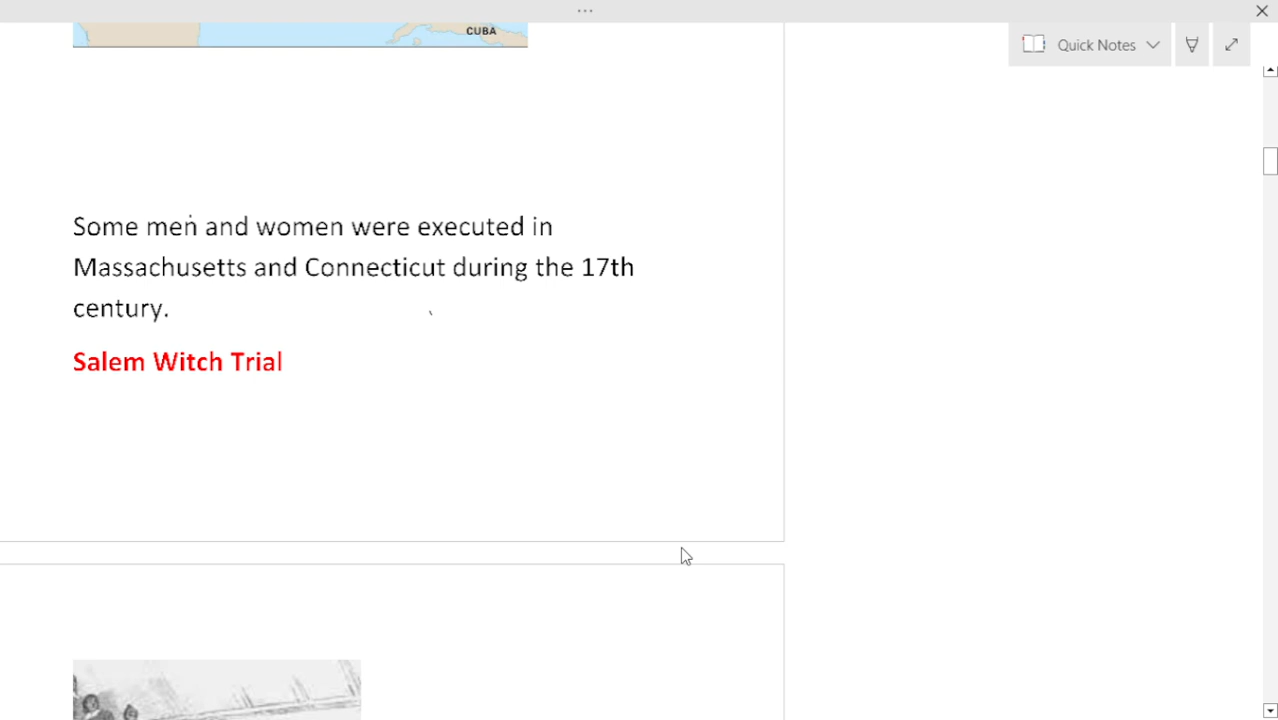 CUBA
Quick Notes
Some men and women were executed in
Massachusetts and Connecticut during the 17th
century.
Salem Witch Trial